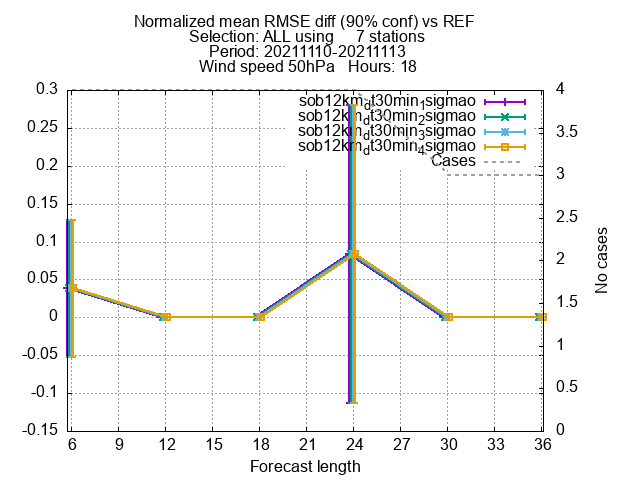 Normalized mean RMSE diff (90% conf) vs REF
Selection: ALL using 7 stations
Period: 20211110-20211113
Wind speed 50hPa Hours: 18
sob12km_dt30min_1sigmao
sob12km_dt30min_2sigmao
sob12km_dt30min_3sigmao
sob12km_dt30min_4sigmao
Cases
0.3
0.25
0.2
0.15
0.1
0.05
0
-0.05
-0.1
-0.15
4
3.5
3
2.5
2
1.5
1
0.5
0
No cases
6 9 12 15 18 21 24 27 30 33 36
Forecast length